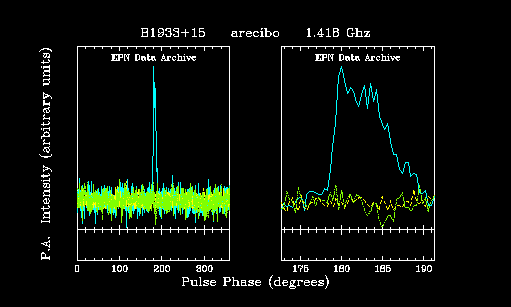 B1933+15 arecibo 1.418 Ghz
EPN Data Archive EPN Data Archive
P.A. Intensity (arbitrary units)
0 100 200 300 175 180 185 190
Pulse Phase (degrees)